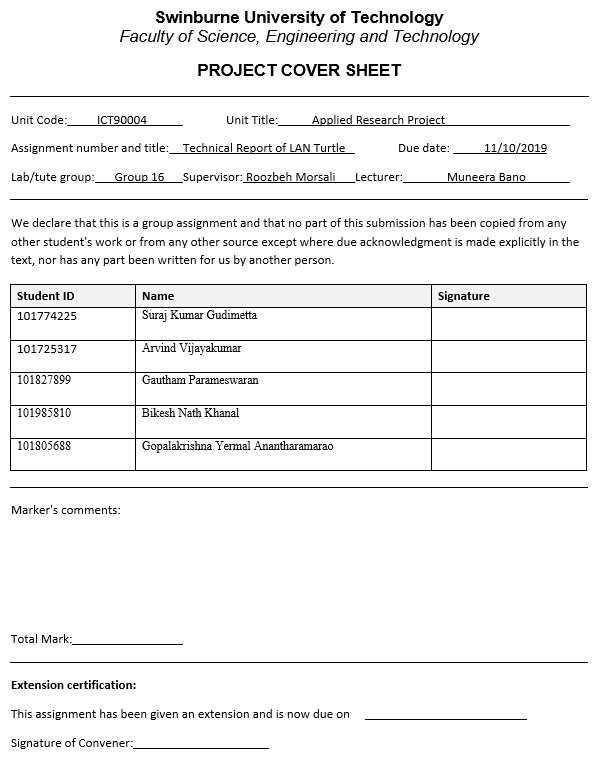 Swinburne University of Technology
Faculty of Science, Engineering and Technology
PROJECT COVER SHEET
Unit Code: ICT90004 Unit Title: Applied Research Project
Assignment number and title: Technical Report of LAN Turtle Due date: 11/10/2019
Lab/tute group: Group 16 Supervisor: Roozbeh Morsali Lecturer: Muneera Bano
We declare that this is a group assignment and that no part of this submission has been copied from any
other student's work or from any other source except where due acknowledgment is made explicitly in the
text, nor has any part been written for us by another person.
Student ID Name Signature
101774225 Suraj Kumar Gudimetta
101725317 Arvind Vijayakumar
101827899 Gautham Parameswaran
101985810 Bikesh Nath Khanal
101805688 Gopalakrishna Yermal Anantharamarao
Marker's comments:
Total Mark:
Extension certification:
This assignment has been given an extension and is now due on
Signature of Convener: